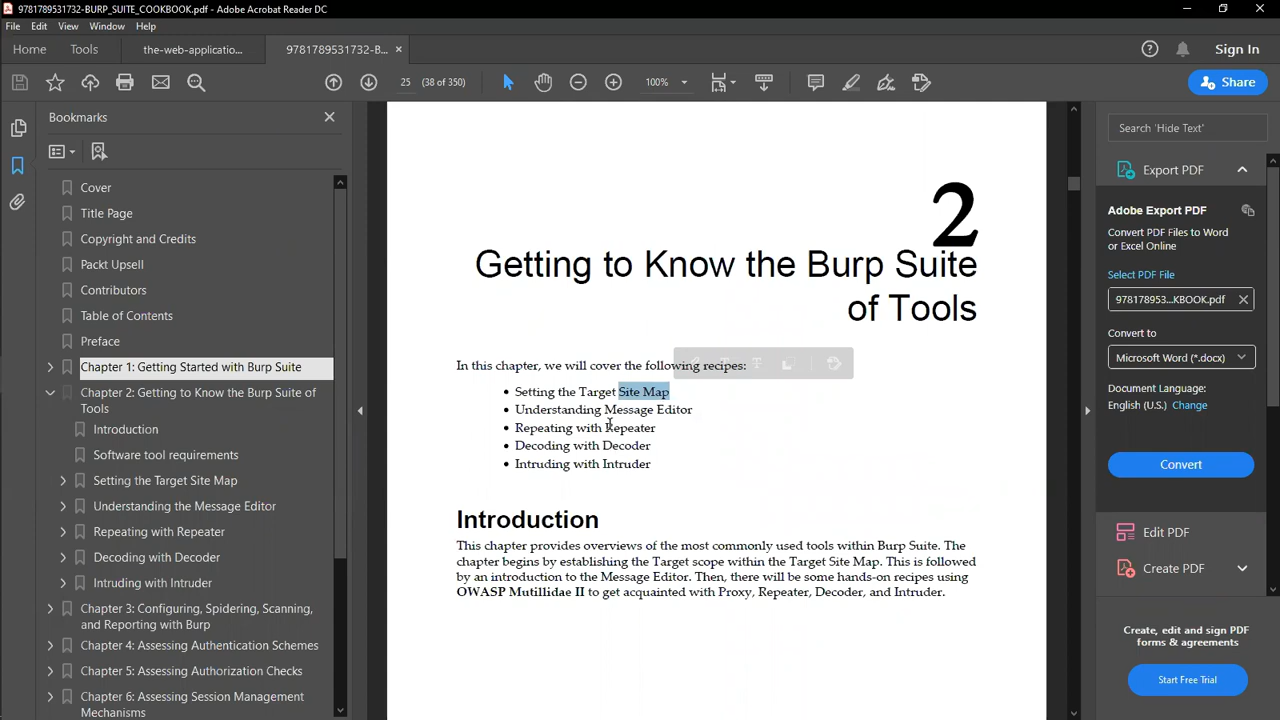 9781789531732-BURP_SUITE_COOKBOOK.pdf - Adobe Acrobat Reader DC
File Edit View Window Help
Home Tools the-web-applicatio... 9781789531732-B... × Sign In
25 (38 of 350) 100% Share
Bookmarks
Cover
Title Page
Copyright and Credits
Packt Upsell
Contributors
Table of Contents
Preface
Chapter 1: Getting Started with Burp Suite
Chapter 2: Getting to Know the Burp Suite of
Tools
Introduction
Software tool requirements
Setting the Target Site Map
Understanding the Message Editor
Repeating with Repeater
Decoding with Decoder
Intruding with Intruder
Chapter 3: Configuring, Spidering, Scanning,
and Reporting with Burp
Chapter 4: Assessing Authentication Schemes
Chapter 5: Assessing Authorization Checks
Chapter 6: Assessing Session Management
Mechanisms
2
Getting to Know the Burp Suite
of Tools
In this chapter, we will cover the following recipes:
• Setting the Target Site Map
• Understanding Message Editor
• Repeating with Repeater
• Decoding with Decoder
• Intruding with Intruder
Introduction
This chapter provides overviews of the most commonly used tools within Burp Suite. The
chapter begins by establishing the Target scope within the Target Site Map. This is followed
by an introduction to the Message Editor. Then, there will be some hands-on recipes using
OWASP Mutillidae II to get acquainted with Proxy, Repeater, Decoder, and Intruder.
Search 'Hide Text'
Export PDF
Adobe Export PDF
Convert PDF Files to Word
or Excel Online
Select PDF File
978178953...KBOOK.pdf
Convert to
Microsoft Word (*.docx)
Document Language:
English (U.S.) Change
Convert
Edit PDF
Create PDF
Create, edit and sign PDF
forms & agreements
Start Free Trial